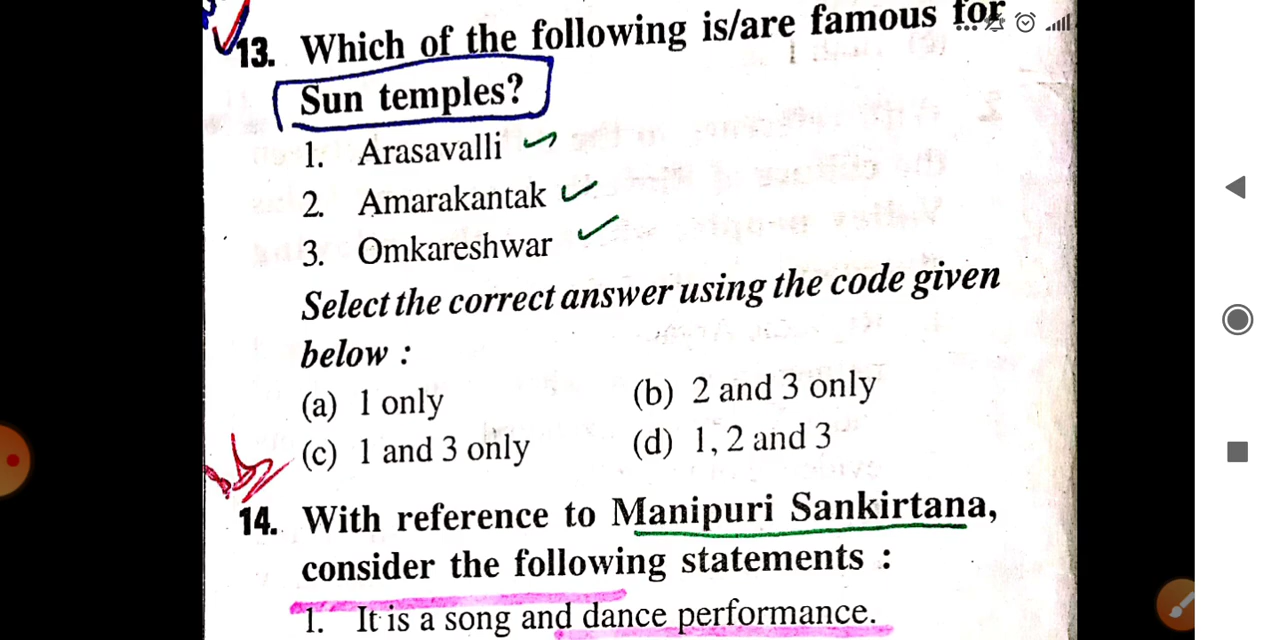 13. Which of the following is/are famous for
Sun temples?
1. Arasavalli
2. Amarakantak
3. Omkareshwar
Select the correct answer using the code given
below :
(a) 1 only (b) 2 and 3 only
(c) 1 and 3 only (d) 1, 2 and 3
14. With reference to Manipuri Sankirtana,
consider the following statements :
1. It is a song and dance performance.